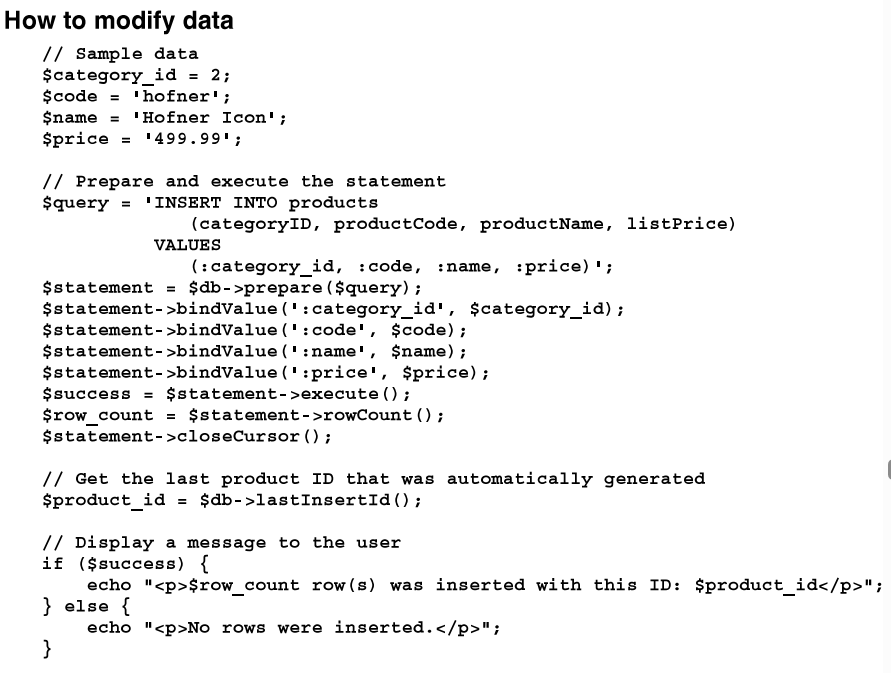 How to modify data
// Sample data
$category_id = 2;
$code = 'hofner';
$name = 'Hofner Icon';
$price = '499.99';
// Prepare and execute the statement
$query = 'INSERT INTO products
(categoryID, productCode, productName, listPrice)
VALUES
(:category_id, :code, :name, :price)';
$statement = $db->prepare($query);
$statement->bindValue(':category_id', $category_id);
$statement->bindValue(':code', $code);
$statement->bindValue(':name', $name);
$statement->bindValue(':price', $price);
$success = $statement->execute();
$row_count = $statement->rowCount();
$statement->closeCursor();
// Get the last product ID that was automatically generated
$product_id = $db->lastInsertId();
// Display a message to the user
if ($success) {
echo "<p>$row_count row(s) was inserted with this ID: $product_id</p>";
} else {
echo "<p>No rows were inserted.</p>";
}